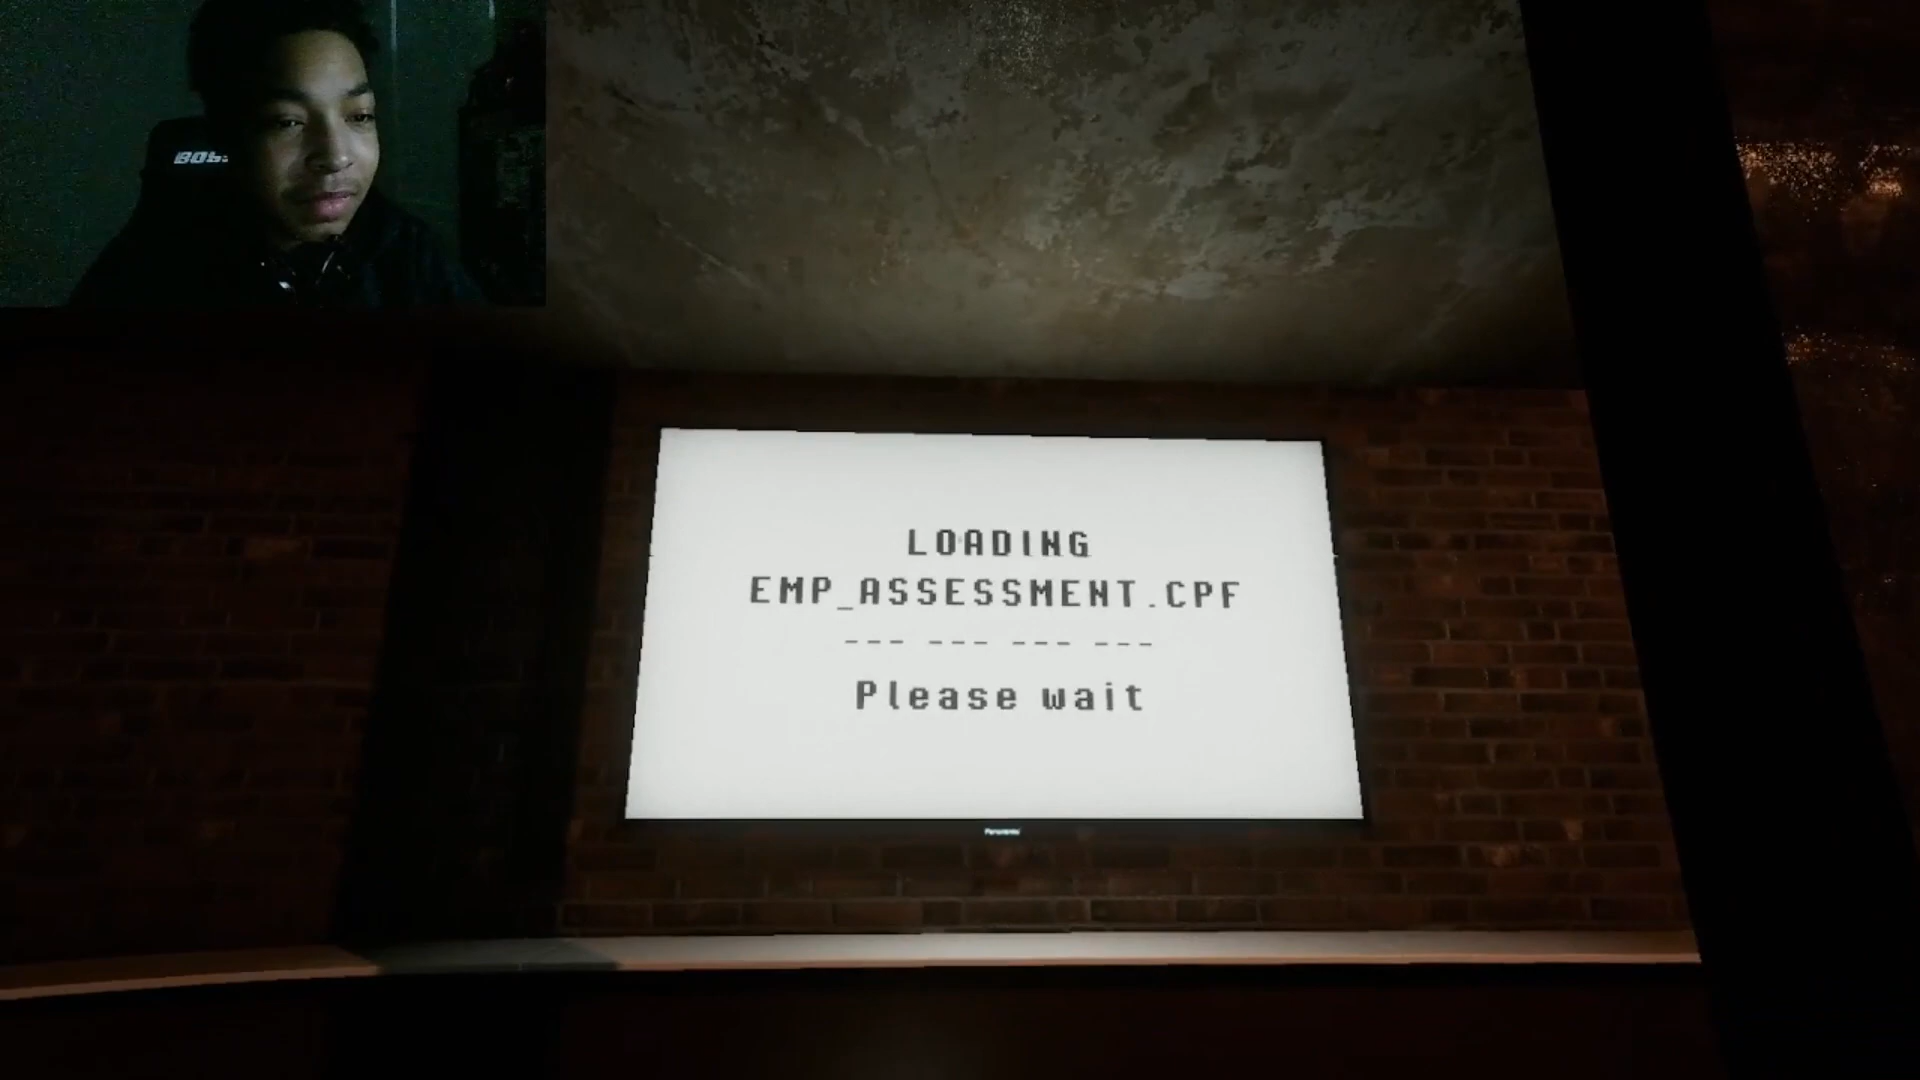 LOADING
EMP_ASSESSMENT.CPF
--- --- --- ---
Please wait